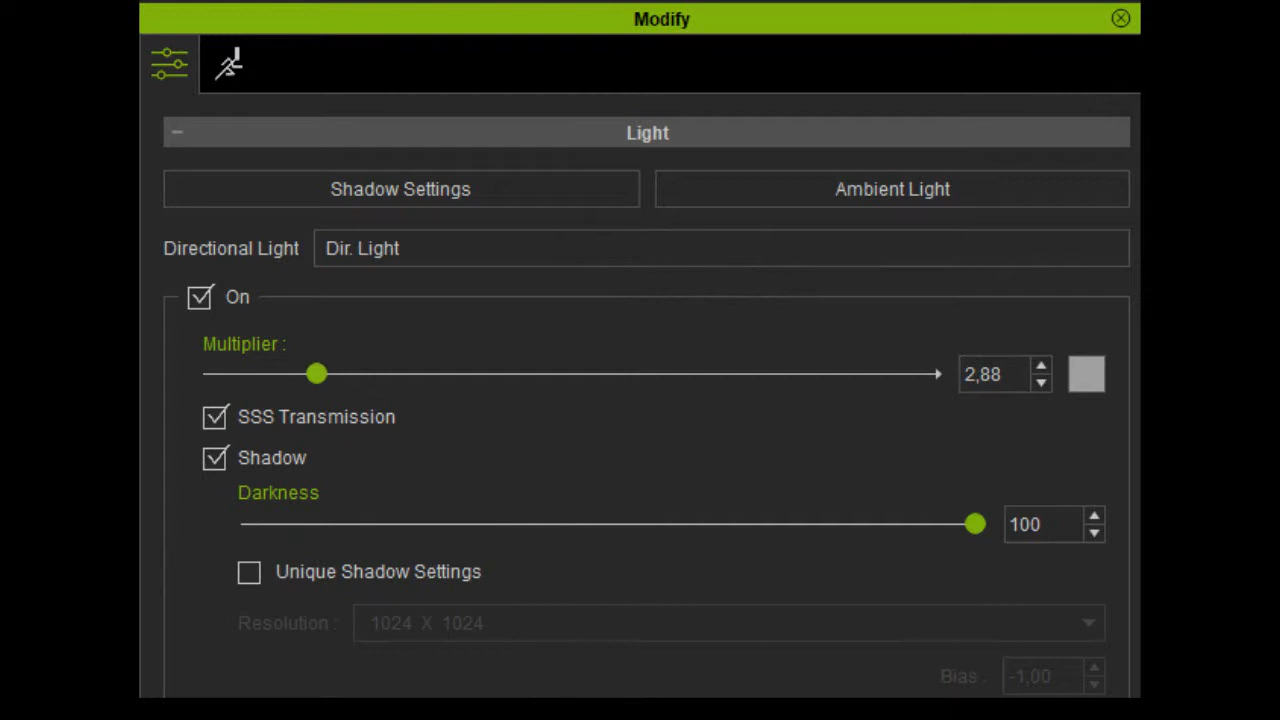 Modify
Light
Shadow Settings
Ambient Light
Directional Light
Dir. Light
On
Multiplier :
2,88
SSS Transmission
Shadow
Darkness
100
Unique Shadow Settings
Resolution :
1024 X 1024
Bias :
-1,00